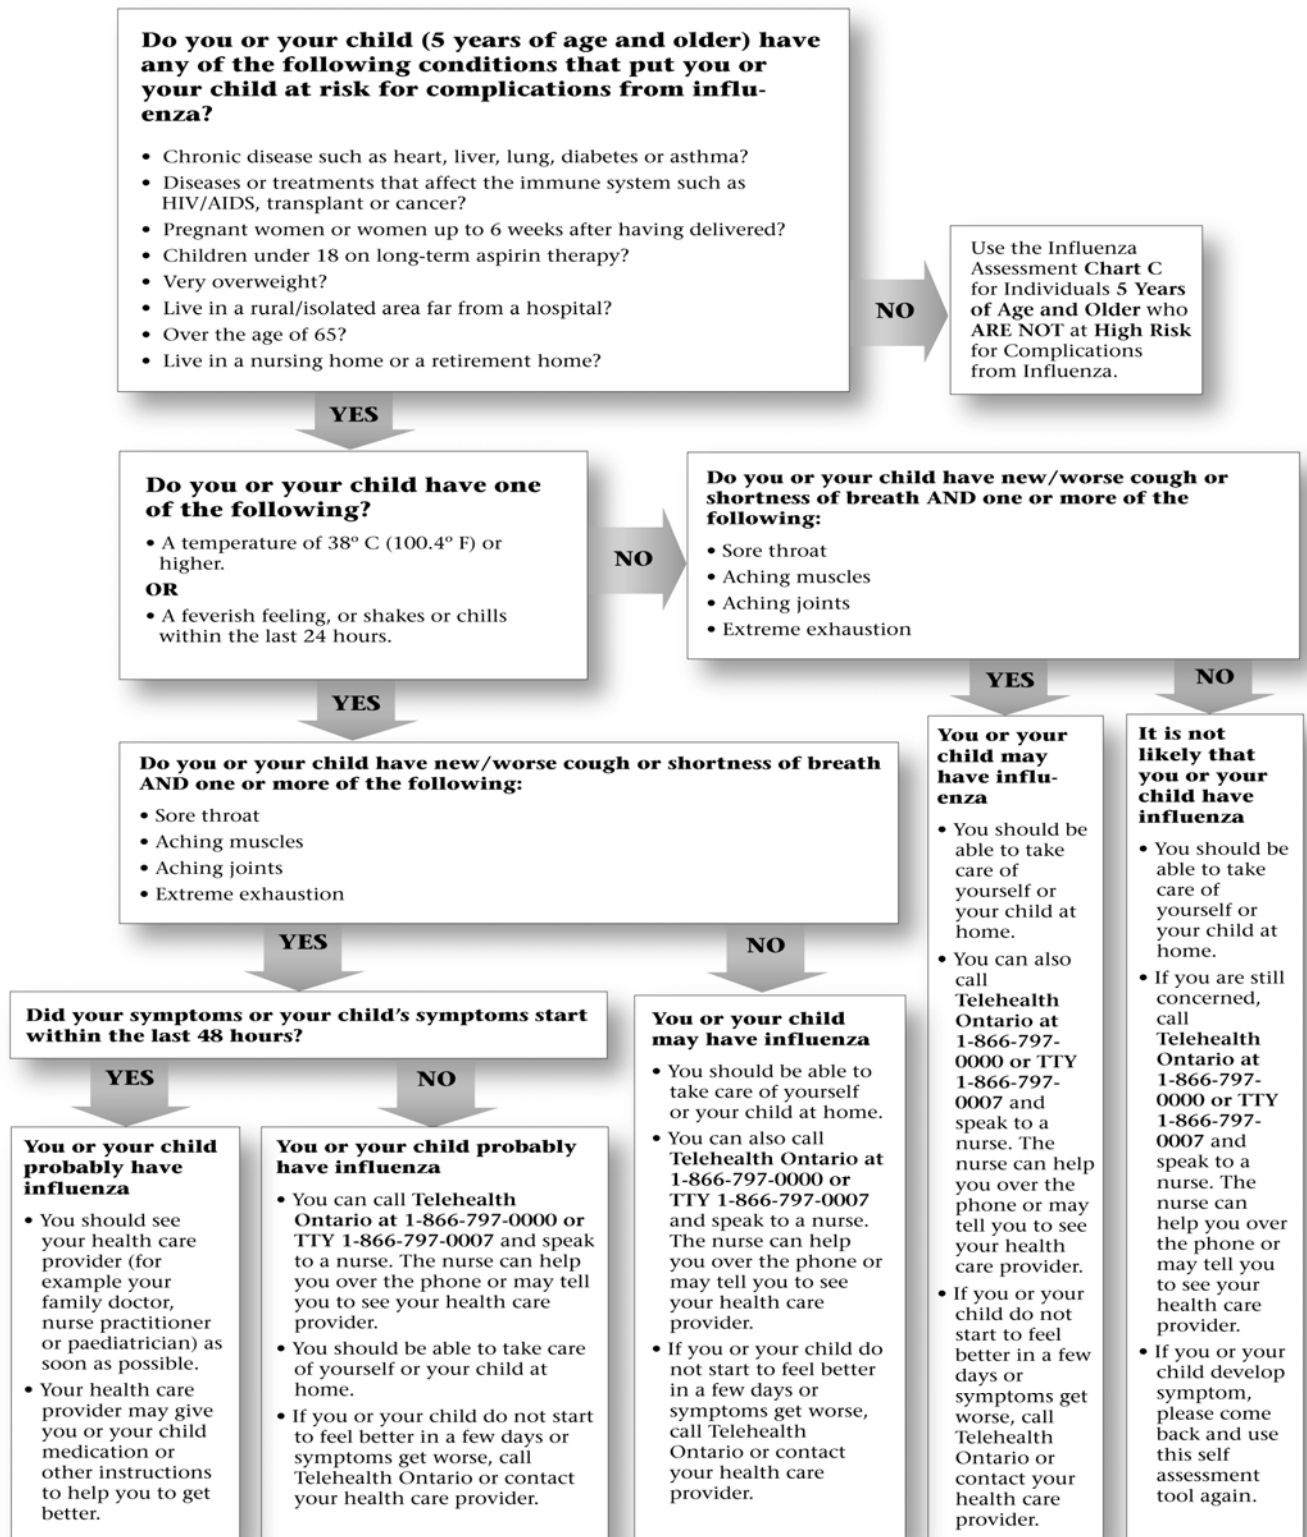 Do you or your child (5 years of age and older) have
any of the following conditions that put you or
your child at risk for complications from influ-
enza?
• Chronic disease such as heart, liver, lung, diabetes or asthma?
• Diseases or treatments that affect the immune system such as
HIV/AIDS, transplant or cancer?
• Pregnant women or women up to 6 weeks after having delivered?
• Children under 18 on long-term aspirin therapy?
• Very overweight?
• Live in a rural/isolated area far from a hospital?
• Over the age of 65?
• Live in a nursing home or a retirement home?
NO
Use the Influenza
Assessment Chart C
for Individuals 5 Years
of Age and Older who
ARE NOT at High Risk
for Complications
from Influenza.
YES
Do you or your child have one
of the following?
• A temperature of 38º C (100.4º F) or
higher.
OR
• A feverish feeling, or shakes or chills
within the last 24 hours.
NO
Do you or your child have new/worse cough or
shortness of breath AND one or more of the
following:
• Sore throat
• Aching muscles
• Aching joints
• Extreme exhaustion
YES
Do you or your child have new/worse cough or shortness of breath
AND one or more of the following:
• Sore throat
• Aching muscles
• Aching joints
• Extreme exhaustion
YES
Did your symptoms or your child's symptoms start
within the last 48 hours?
YES
You or your child
probably have
influenza
• You should see
your health care
provider (for
example your
family doctor,
nurse practitioner
or paediatrician) as
soon as possible.
• Your health care
provider may give
you or your child
medication or
other instructions
to help you to get
better.
NO
You or your child probably
have influenza
• You can call Telehealth
Ontario at 1-866-797-0000 or
TTY 1-866-797-0007 and speak
to a nurse. The nurse can help
you over the phone or may tell
you to see your health care
provider.
• You should be able to take care
of yourself or your child at
home.
• If you or your child do not start
to feel better in a few days or
symptoms get worse, call
Telehealth Ontario or contact
your health care provider.
NO
You or your child
may have influenza
• You should be able to
take care of yourself
or your child at home.
• You can also call
Telehealth Ontario at
1-866-797-0000 or
TTY 1-866-797-0007
and speak to a nurse.
The nurse can help
you over the phone or
may tell you to see
your health care
provider.
• If you or your child do
not start to feel better
in a few days or
symptoms get worse,
call Telehealth
Ontario or contact
your health care
provider.
YES
You or your
child may
have influ-
enza
• You should be
able to take
care of
yourself or
your child at
home.
• You can also
call
Telehealth
Ontario at
1-866-797-
0000 or TTY
1-866-797-
0007 and
speak to a
nurse. The
nurse can help
you over the
phone or may
tell you to see
your health
care provider.
• If you or your
child do not
start to feel
better in a few
days or
symptoms get
worse, call
Telehealth
Ontario or
contact your
health care
provider.
NO
It is not
likely that
you or your
child have
influenza
• You should be
able to take
care of
yourself or
your child at
home.
• If you are still
concerned,
call
Telehealth
Ontario at
1-866-797-
0000 or TTY
1-866-797-
0007 and
speak to a
nurse. The
nurse can
help you over
the phone or
may tell you
to see your
health care
provider.
• If you or your
child develop
symptom,
please come
back and use
this self
assessment
tool again.